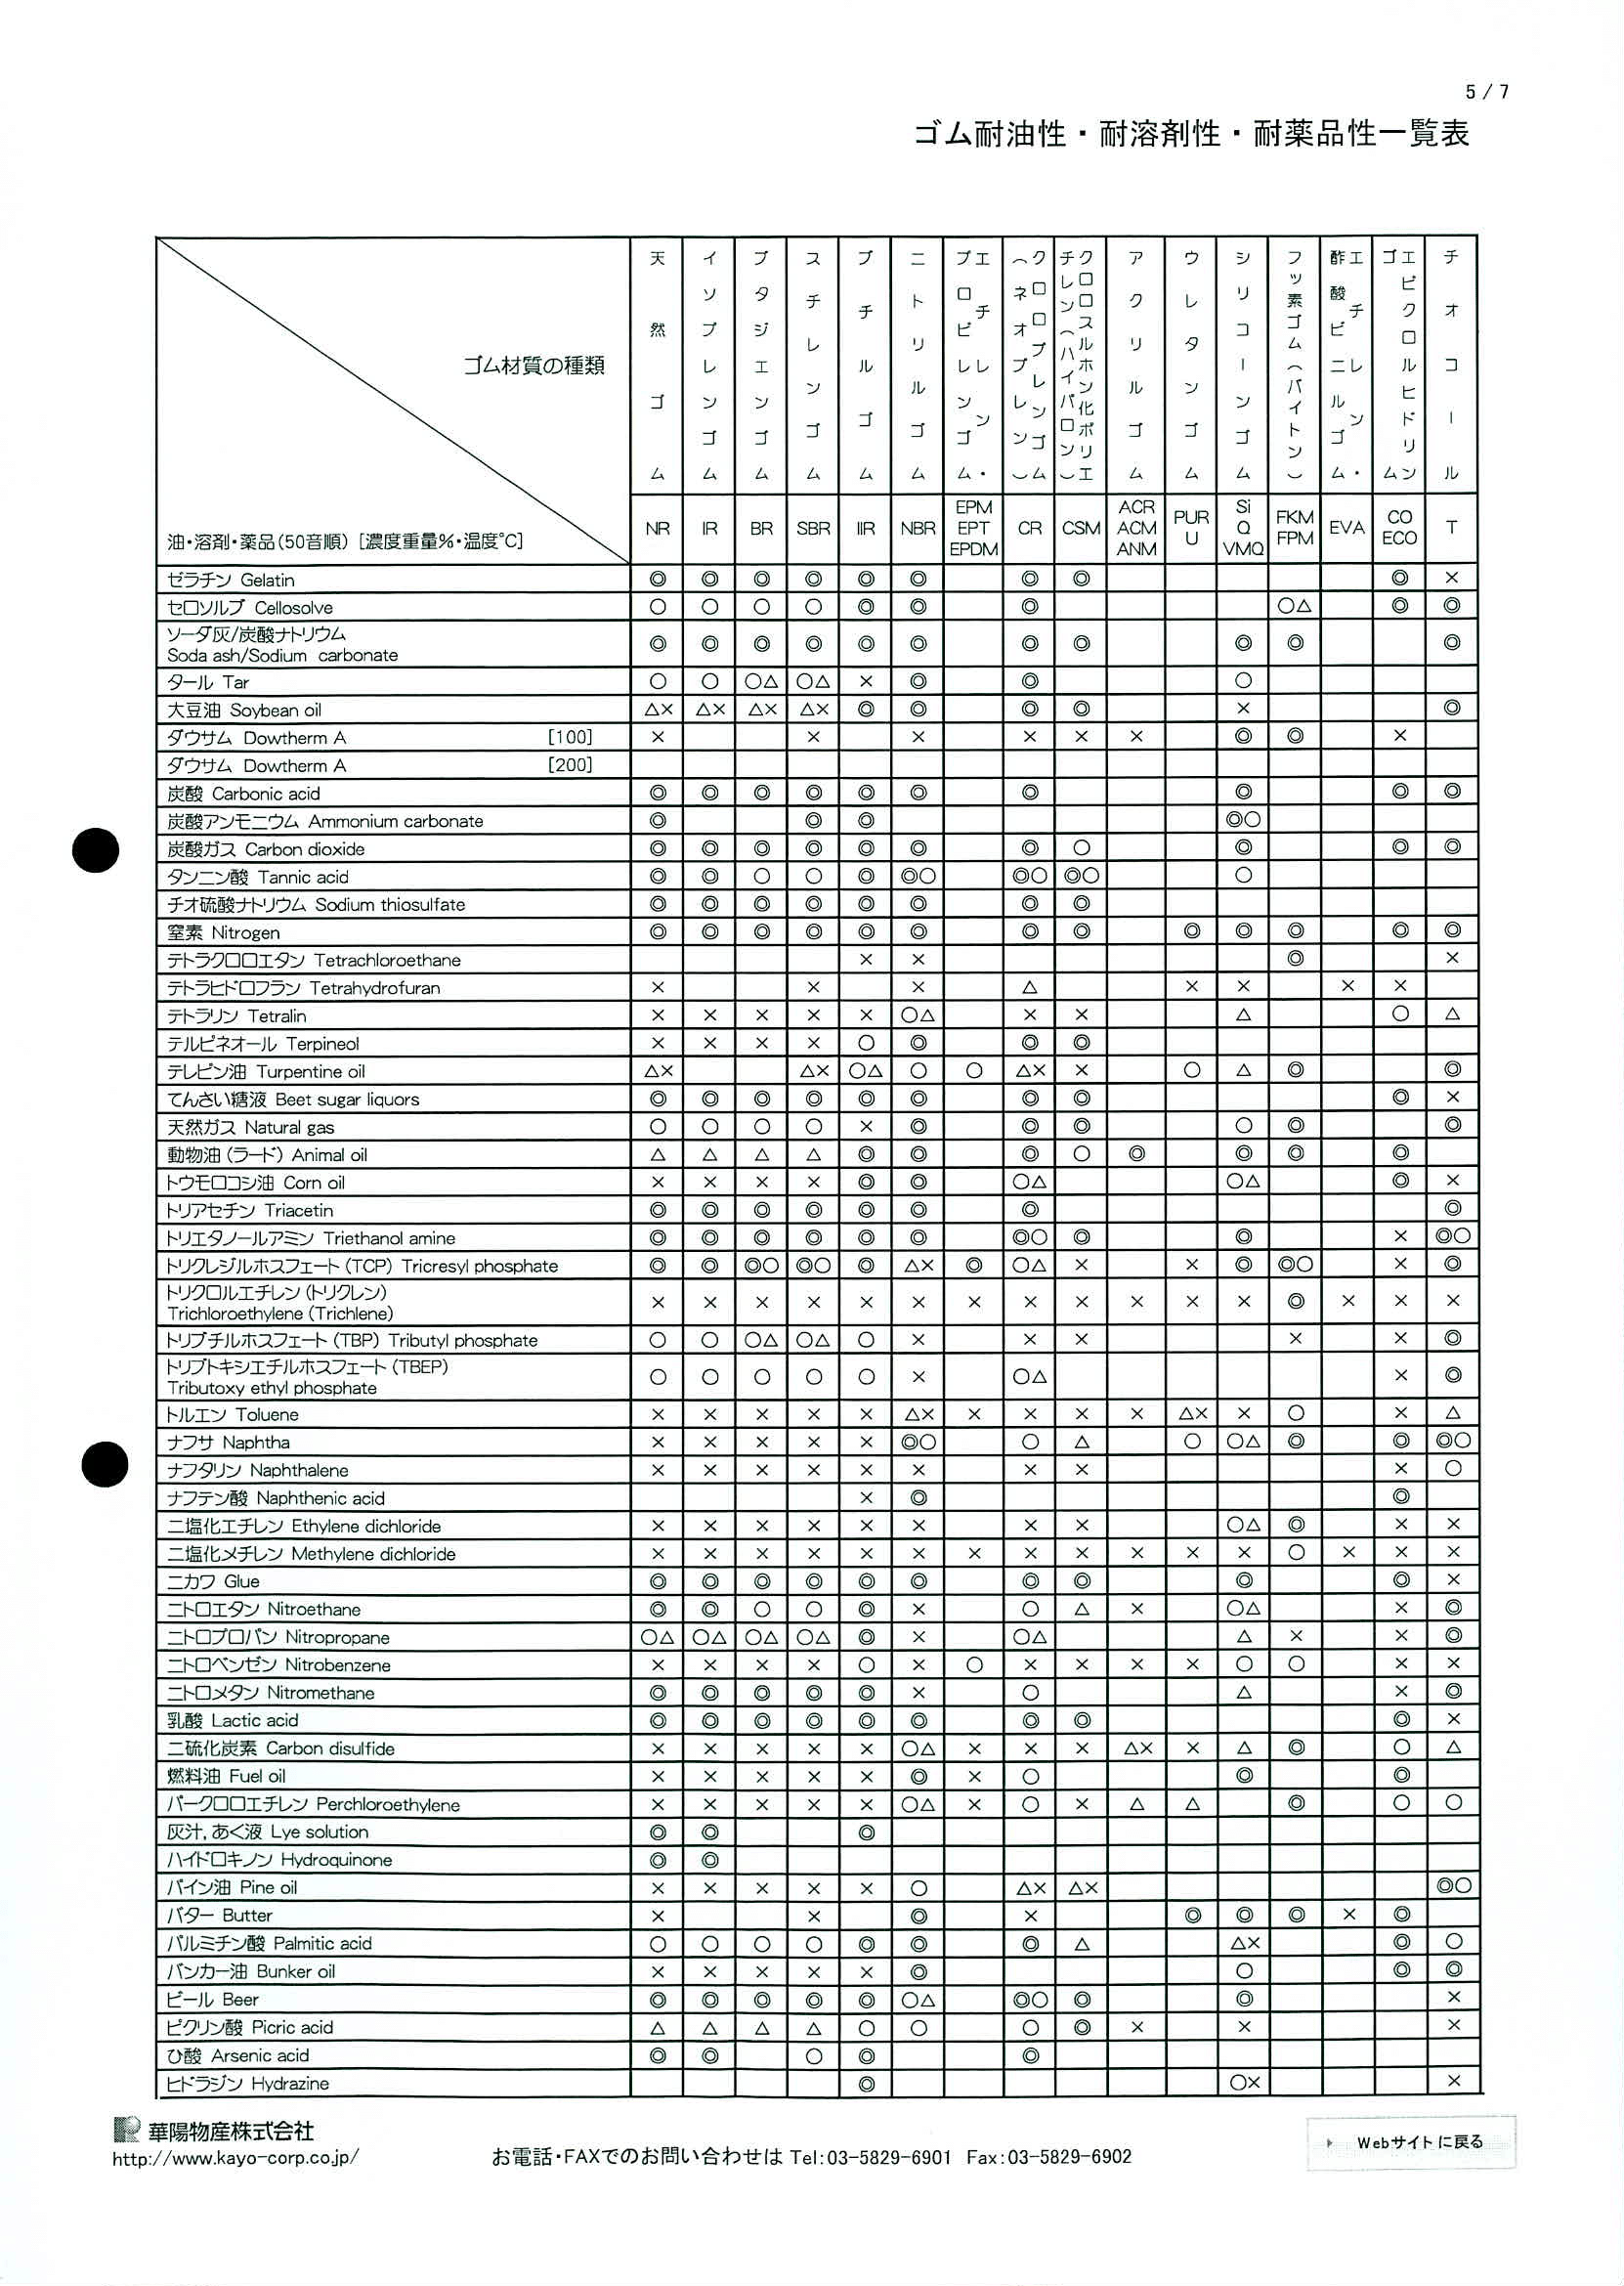 5 / 7
ゴム耐油性・耐溶剤性・耐薬品性一覧表
ゴム材質の種類
油・溶剤・薬品(50音順) [濃度重量%・温度℃]
天然ゴム
イソプレンゴム
ブタジエンゴム
スチレンゴム
ブチルゴム
ニトリルゴム
エチレン・
プロピレンゴム
クロロプレンゴム
(ネオプレン)
クロロスルホン化ポリエ
チレン(ハイパロン)
アクリルゴム
ウレタンゴム
シリコーンゴム
フッ素ゴム(バイトン)
エチレン・
酢酸ビニルゴム
エピクロルヒドリン
ゴム
チオコール
NR IR BR SBR IIR NBR EPM EPT EPDM CR CSM ACR ACM ANM PUR U Si Q VMQ FKM FPM EVA CO ECO T
ゼラチン Gelatin ◎ ◎ ◎ ◎ ◎ ◎ ◎ ◎ ◎ ×
セロソルブ Cellosolve ○ ○ ○ ○ ◎ ◎ ◎ ○△ ◎ ◎
ソーダ灰/炭酸ナトリウム
Soda ash/Sodium carbonate ◎ ◎ ◎ ◎ ◎ ◎ ◎ ◎ ◎ ◎ ◎
タール Tar ○ ○ ○△ ○△ × ◎ ◎ ○
大豆油 Soybean oil △× △× △× △× ◎ ◎ ◎ ◎ × ◎
ダウサム Dowtherm A [100] × × × × × × ◎ ◎ ×
ダウサム Dowtherm A [200]
炭酸 Carbonic acid ◎ ◎ ◎ ◎ ◎ ◎ ◎ ◎ ◎ ◎
炭酸アンモニウム Ammonium carbonate ◎ ◎ ◎ ◎○
炭酸ガス Carbon dioxide ◎ ◎ ◎ ◎ ◎ ◎ ◎ ○ ◎ ◎ ◎
タンニン酸 Tannic acid ◎ ◎ ○ ○ ◎ ◎○ ◎○ ◎○ ○
チオ硫酸ナトリウム Sodium thiosulfate ◎ ◎ ◎ ◎ ◎ ◎ ◎ ◎
窒素 Nitrogen ◎ ◎ ◎ ◎ ◎ ◎ ◎ ◎ ◎ ◎ ◎ ◎ ◎
テトラクロロエタン Tetrachloroethane × × ◎ ×
テトラヒドロフラン Tetrahydrofuran × × × △ × × × ×
テトラリン Tetralin × × × × × ○△ × × △ ○ △
テルピネオール Terpineol × × × × ○ ◎ ◎ ◎
テレピン油 Turpentine oil △× △× ○△ ○ ○ △× × ○ △ ◎ ◎
てんさい糖液 Beet sugar liquors ◎ ◎ ◎ ◎ ◎ ◎ ◎ ◎ ◎ ×
天然ガス Natural gas ○ ○ ○ ○ × ◎ ◎ ◎ ○ ◎ ◎
動物油(ラード) Animal oil △ △ △ △ ◎ ◎ ◎ ○ ◎ ◎ ◎ ◎
トウモロコシ油 Corn oil × × × × ◎ ◎ ○△ ○△ ◎ ×
トリアセチン Triacetin ◎ ◎ ◎ ◎ ◎ ◎ ◎ ◎
トリエタノールアミン Triethanol amine ◎ ◎ ◎ ◎ ◎ ◎ ◎○ ◎ ◎ × ◎○
トリクレジルホスフェート(TCP) Tricresyl phosphate ◎ ◎ ◎○ ◎○ ◎ △× ◎ ○△ × × ◎ ◎○ × ◎
トリクロルエチレン(トリクレン)
Trichloroethylene (Trichlene) × × × × × × × × × × × × ◎ × × ×
トリブチルホスフェート(TBP) Tributyl phosphate ○ ○ ○△ ○△ ○ × × × × × ◎
トリブトキシエチルホスフェート(TBEP)
Tributoxy ethyl phosphate ○ ○ ○ ○ ○ × ○△ × ◎
トルエン Toluene × × × × × △× × × × × △× × ○ × △
ナフサ Naphtha × × × × × ◎○ ○ △ ○ ○△ ◎ ◎ ◎○
ナフタリン Naphthalene × × × × × × × × × ○
ナフテン酸 Naphthenic acid × ◎ ◎
二塩化エチレン Ethylene dichloride × × × × × × × × ○△ ◎ × ×
二塩化メチレン Methylene dichloride × × × × × × × × × × × × ○ × × ×
ニカワ Glue ◎ ◎ ◎ ◎ ◎ ◎ ◎ ◎ ◎ ◎ ×
ニトロエタン Nitroethane ◎ ◎ ○ ○ ◎ × ○ △ × ○△ × ◎
ニトロプロパン Nitropropane ○△ ○△ ○△ ○△ ◎ × ○△ △ × × ◎
ニトロベンゼン Nitrobenzene × × × × ○ × ○ × × × × ○ ○ × ×
ニトロメタン Nitromethane ◎ ◎ ◎ ◎ ◎ × ○ △ × ◎
乳酸 Lactic acid ◎ ◎ ◎ ◎ ◎ ◎ ◎ ◎ ◎ ×
二硫化炭素 Carbon disulfide × × × × × ○△ × × × △× × △ ◎ ○ △
燃料油 Fuel oil × × × × × ◎ × ○ ◎ ◎
パークロロエチレン Perchloroethylene × × × × × ○△ × ○ × △ △ ◎ ○ ○
灰汁,あく液 Lye solution ◎ ◎ ◎
ハイドロキノン Hydroquinone ◎ ◎
パイン油 Pine oil × × × × × ○ △× △× ◎○
バター Butter × × ◎ × ◎ ◎ ◎ × ◎
パルミチン酸 Palmitic acid ○ ○ ○ ○ ◎ ◎ ◎ △ △× ◎ ○
バンカー油 Bunker oil × × × × × ◎ ○ ◎ ◎
ビール Beer ◎ ◎ ◎ ◎ ◎ ○△ ◎○ ◎ ◎ ×
ピクリン酸 Picric acid △ △ △ △ ○ ○ ○ ◎ × × ×
ひ酸 Arsenic acid ◎ ◎ ○ ◎ ◎
ヒドラジン Hydrazine ◎ ○× ×
華陽物産株式会社
http://www.kayo-corp.co.jp/
お電話・FAXでのお問い合わせは Tel:03-5829-6901 Fax:03-5829-6902
Webサイトに戻る